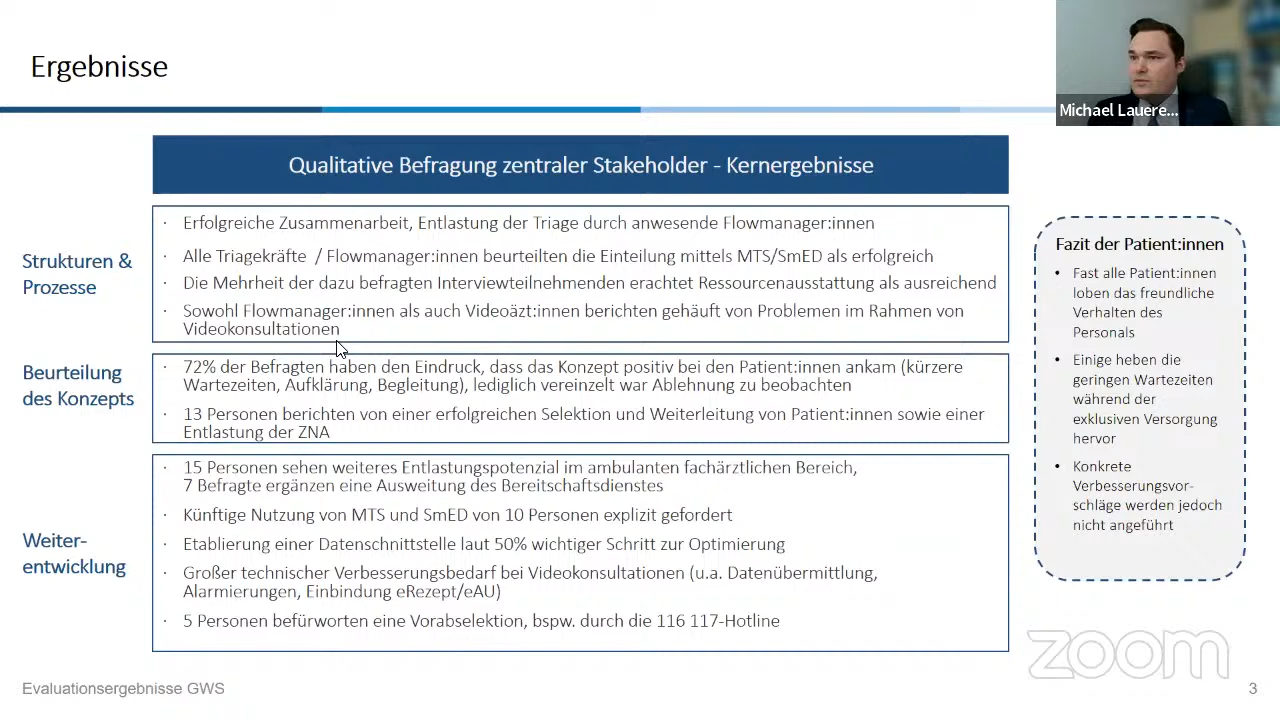 Ergebnisse
Michael Lauere...
Qualitative Befragung zentraler Stakeholder - Kernergebnisse
Strukturen &
Prozesse
· Erfolgreiche Zusammenarbeit, Entlastung der Triage durch anwesende Flowmanager:innen
· Alle Triagekräfte / Flowmanager:innen beurteilten die Einteilung mittels MTS/SmED als erfolgreich
· Die Mehrheit der dazu befragten Interviewteilnehmenden erachtet Ressourcenausstattung als ausreichend
· Sowohl Flowmanager:innen als auch Videoäzt:innen berichten gehäuft von Problemen im Rahmen von
Videokonsultationen
Beurteilung
des Konzepts
· 72% der Befragten haben den Eindruck, dass das Konzept positiv bei den Patient:innen ankam (kürzere
Wartezeiten, Aufklärung, Begleitung), lediglich vereinzelt war Ablehnung zu beobachten
· 13 Personen berichten von einer erfolgreichen Selektion und Weiterleitung von Patient:innen sowie einer
Entlastung der ZNA
Weiter-
entwicklung
· 15 Personen sehen weiteres Entlastungspotenzial im ambulanten fachärztlichen Bereich,
7 Befragte ergänzen eine Ausweitung des Bereitschaftsdienstes
· Künftige Nutzung von MTS und SmED von 10 Personen explizit gefordert
· Etablierung einer Datenschnittstelle laut 50% wichtiger Schritt zur Optimierung
· Großer technischer Verbesserungsbedarf bei Videokonsultationen (u.a. Datenübermittlung,
Alarmierungen, Einbindung eRezept/eAU)
· 5 Personen befürworten eine Vorabselektion, bspw. durch die 116 117-Hotline
Fazit der Patient:innen
• Fast alle Patient:innen
loben das freundliche
Verhalten des
Personals
• Einige heben die
geringen Wartezeiten
während der
exklusiven Versorgung
hervor
• Konkrete
Verbesserungsvor-
schläge werden jedoch
nicht angeführt
zoom
Evaluationsergebnisse GWS
3